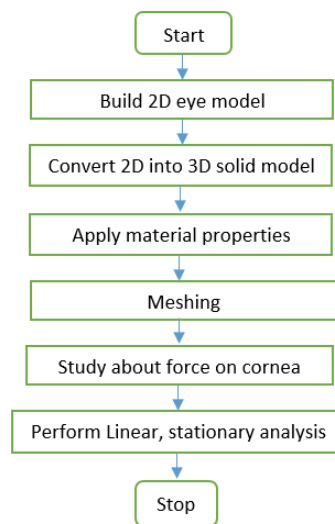 Start
Build 2D eye model
Convert 2D into 3D solid model
Apply material properties
Meshing
Study about force on cornea
Perform Linear, stationary analysis
Stop